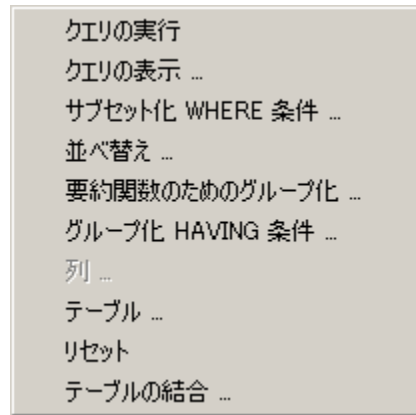 クエリの実行
クエリの表示 ...
サブセット化 WHERE 条件 ...
並べ替え ...
要約関数のためのグループ化 ...
グループ化 HAVING 条件 ...
列 ...
テーブル ...
リセット
テーブルの結合 ...